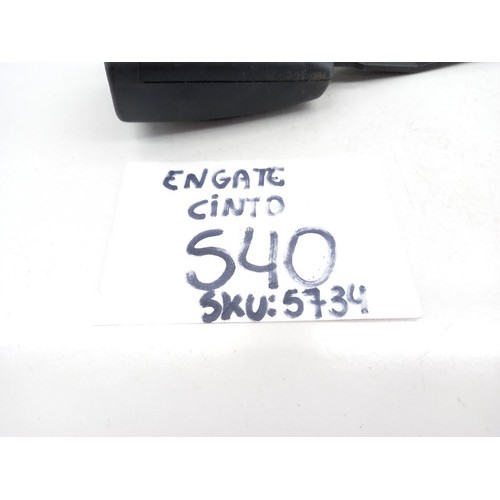 ENGATE
CiNTO
S40
SKU:5734